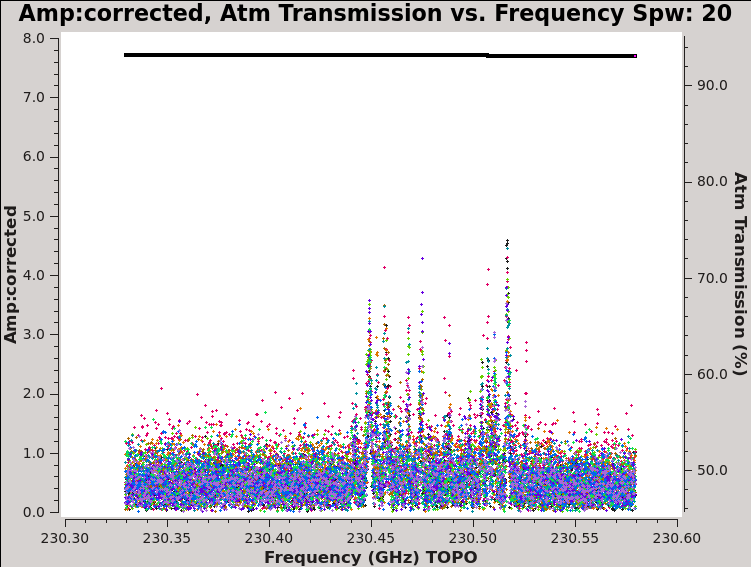 Amp:corrected, Atm Transmission vs. Frequency Spw: 20
8.0
7.0
6.0
5.0
4.0
3.0
2.0
1.0
0.0
Amp:corrected
90.0
80.0
70.0
60.0
50.0
Atm Transmission (%)
230.30 230.35 230.40 230.45 230.50 230.55 230.60
Frequency (GHz) TOPO